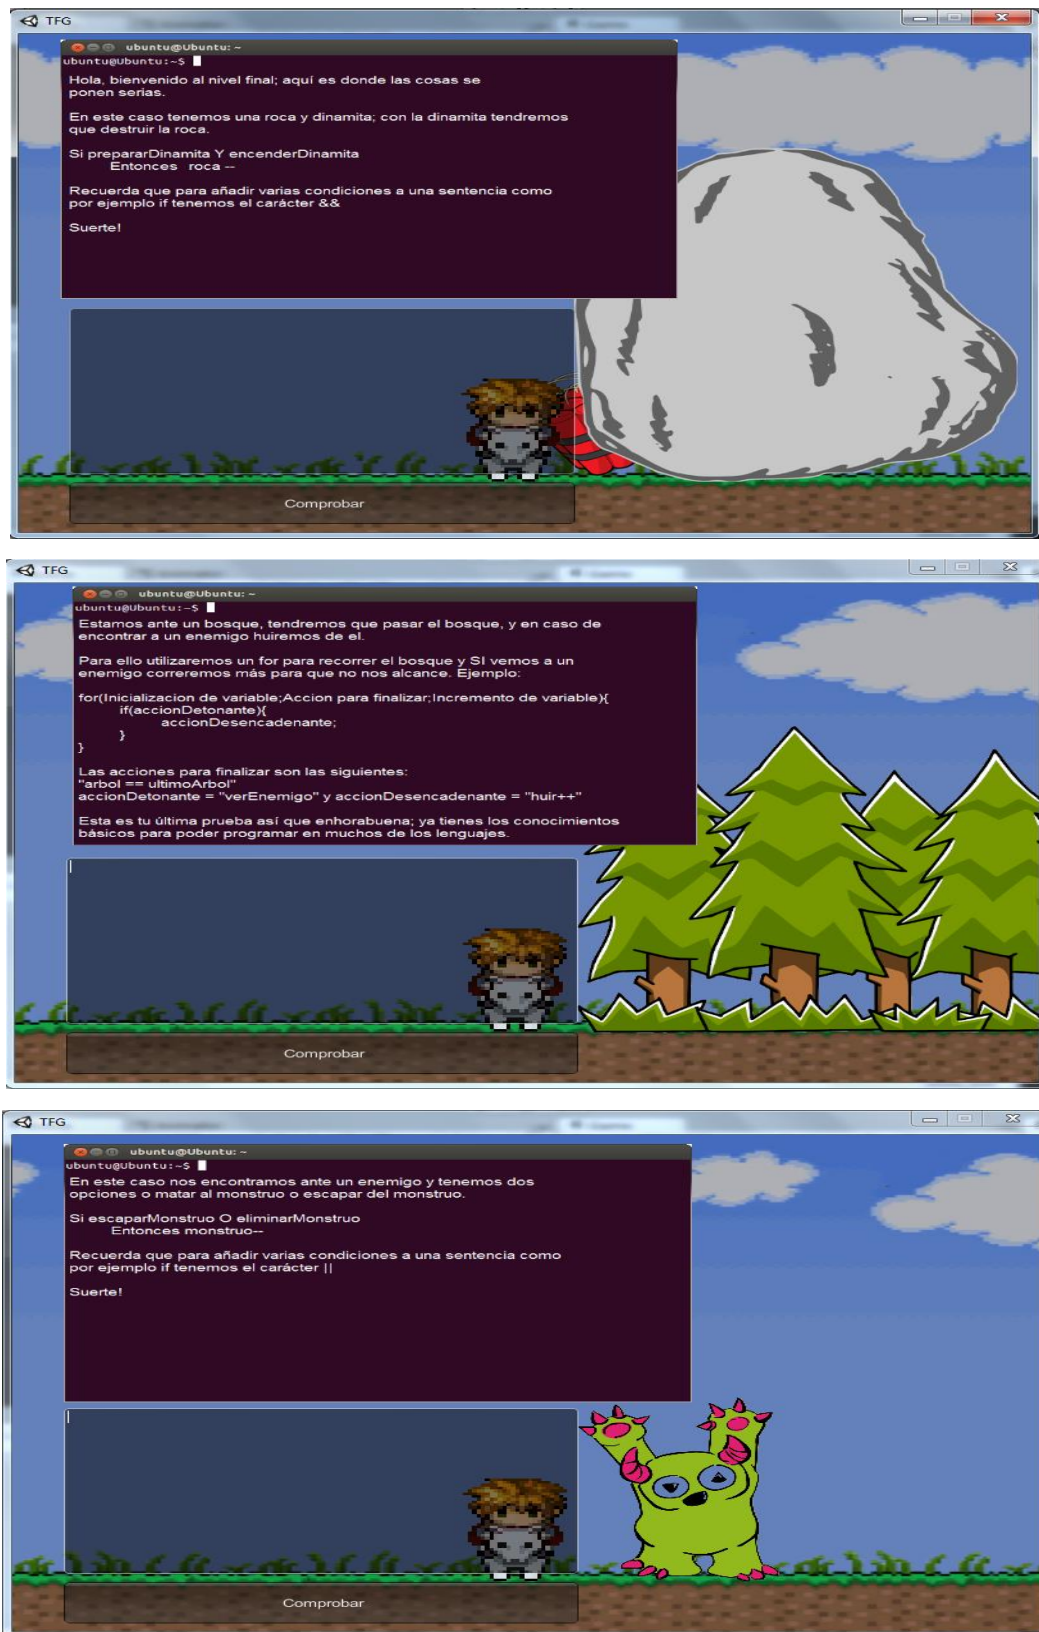 TFG
ubuntu@Ubuntu: ~
ubuntu@Ubuntu:~$
Hola, bienvenido al nivel final; aquí es donde las cosas se
ponen serias.
En este caso tenemos una roca y dinamita; con la dinamita tendremos
que destruir la roca.
Si prepararDinamita Y encenderDinamita
Entonces roca --
Recuerda que para añadir varias condiciones a una sentencia como
por ejemplo if tenemos el carácter &&
Suerte!
Comprobar
TFG
ubuntu@Ubuntu: ~
ubuntu@Ubuntu:~$
Estamos ante un bosque, tendremos que pasar el bosque, y en caso de
encontrar a un enemigo huiremos de el.
Para ello utilizaremos un for para recorrer el bosque y SI vemos a un
enemigo correremos más para que no nos alcance. Ejemplo:
for(Inicializacion de variable;Accion para finalizar;Incremento de variable){
if(accionDetonante){
accionDesencadenante;
}
}
Las acciones para finalizar son las siguientes:
"arbol == ultimoArbol"
accionDetonante = "verEnemigo" y accionDesencadenante = "huir++"
Esta es tu última prueba así que enhorabuena; ya tienes los conocimientos
básicos para poder programar en muchos de los lenguajes.
Comprobar
TFG
ubuntu@Ubuntu: ~
ubuntu@Ubuntu:~$
En este caso nos encontramos ante un enemigo y tenemos dos
opciones o matar al monstruo o escapar del monstruo.
Si escaparMonstruo O eliminarMonstruo
Entonces monstruo--
Recuerda que para añadir varias condiciones a una sentencia como
por ejemplo if tenemos el carácter ||
Suerte!
Comprobar